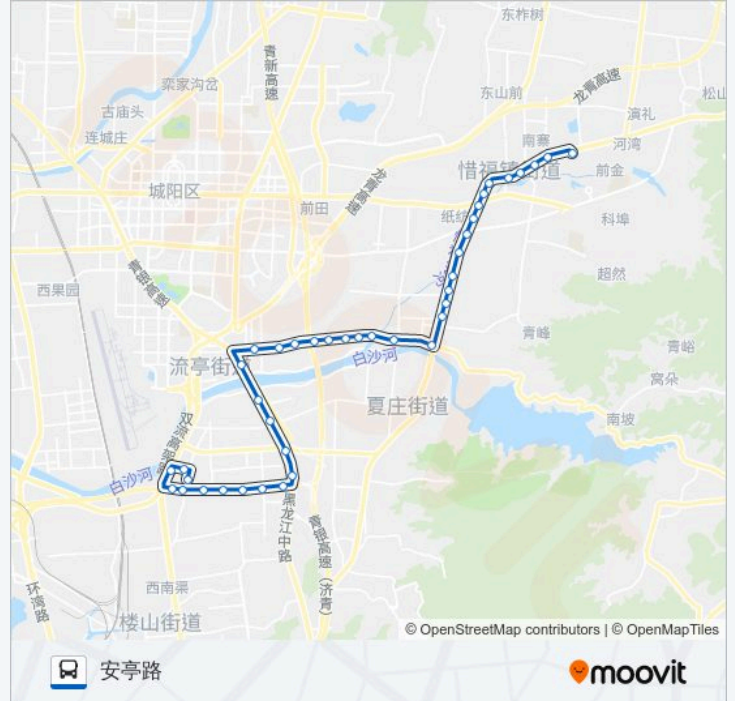 东柞树
青新高速
栾家沟岔
龙青高速
东山前
松山
古庙头
演礼
连城庄
南寨
河湾
惜福镇街道
前金
龙青高速
城阳区
前田
科埠
青银高速
超然
西果园
青峰
青峪
流亭街
白沙河
窝朵
夏庄街道
南坡
双流高架路
白沙河
黑龙江中路
青银高速（济青）
环湾路
西南渠
楼山街道
© OpenStreetMap contributors | © OpenMapTiles
安亭路
moovit